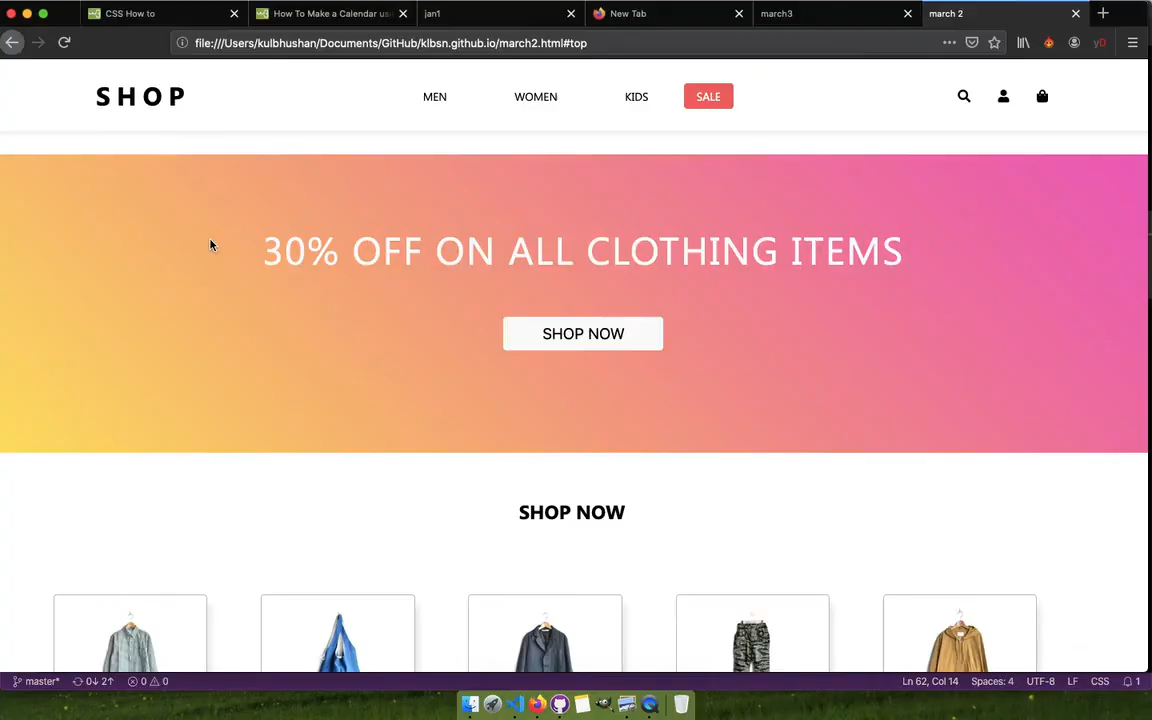 CSS How to
How To Make a Calendar us
jan1
New Tab
march3
march 2
file:///Users/kulbhushan/Documents/GitHub/klbsn.github.io/march2.html#top
yD
SHOP
MEN
WOMEN
KIDS
SALE
30% OFF ON ALL CLOTHING ITEMS
SHOP NOW
SHOP NOW
master*
0↓ 2↑
0
0
Ln 62, Col 14
Spaces: 4
UTF-8
LF
CSS
1